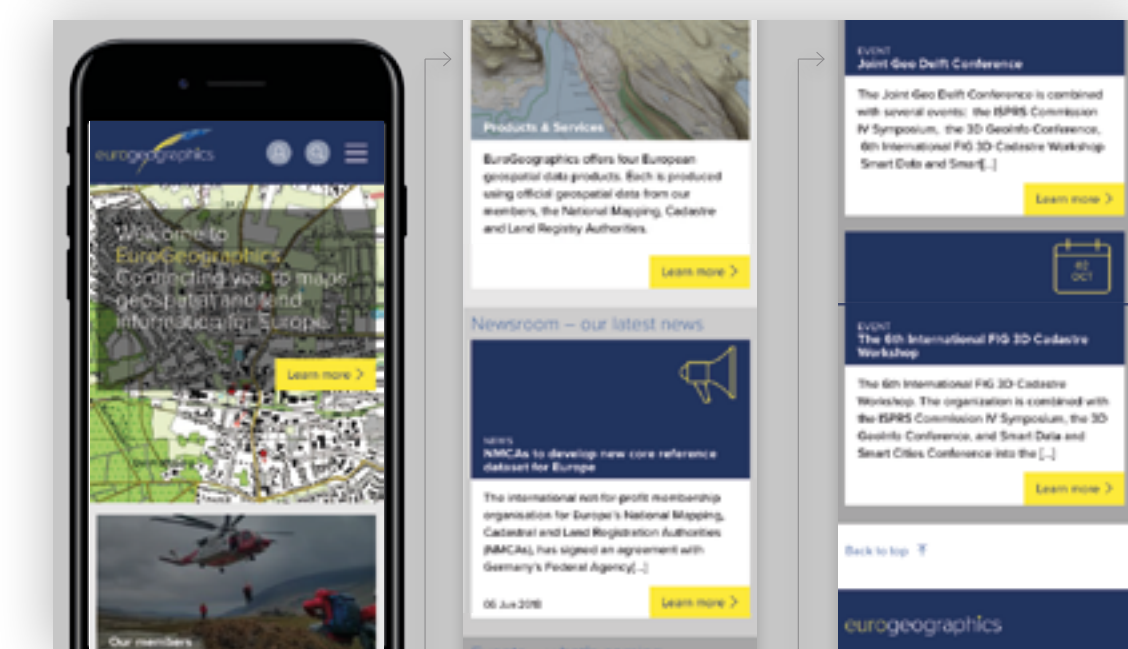 eurogeographics
Welcome to
EuroGeographics
Connecting you to maps
geospatial and land
information for Europe
Learn more >
Our members
Products & Services
EuroGeographics offers four European
geospatial data products. Each is produced
using official geospatial data from our
members, the National Mapping, Cadastre
and Land Registry Authorities.
Learn more >
Newsroom – our latest news
NEWS
NMCAs to develop new core reference
dataset for Europe
The international not-for-profit membership
organisation for Europe's National Mapping,
Cadastral and Land Registration Authorities
(NMCAs), has signed an agreement with
Germany's Federal Agency[...]
06 Jun 2018
Learn more >
EVENT
Joint Geo Delft Conference
The Joint Geo Delft Conference is combined
with several events: the ISPRS Commission
IV Symposium, the 3D GeoInfo Conference,
6th International FIG 3D Cadastre Workshop
Smart Data and Smart[...]
Learn more >
02
OCT
EVENT
The 6th International FIG 3D Cadastre
Workshop
The 6th International FIG 3D Cadastre
Workshop. The organization is combined with
the ISPRS Commission IV Symposium, the 3D
GeoInfo Conference, and Smart Data and
Smart Cities Conference into the [...]
Learn more >
Back to top
eurogeographics